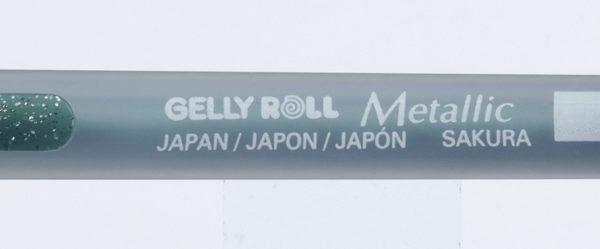 GELLY ROLL Metallic
JAPAN / JAPON / JAPÓN SAKURA